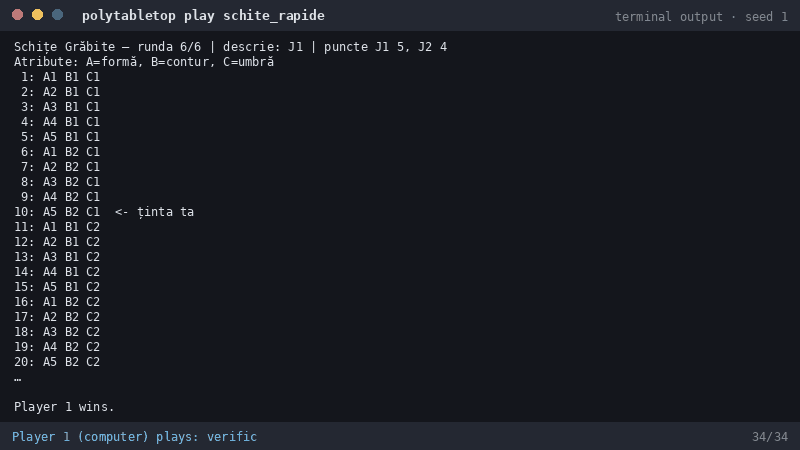 polytabletop play schite_rapide
terminal output · seed 1
Schițe Grăbite — runda 6/6 | descrie: J1 | puncte J1 5, J2 4
Atribute: A=formă, B=contur, C=umbră
1: A1 B1 C1
2: A2 B1 C1
3: A3 B1 C1
4: A4 B1 C1
5: A5 B1 C1
6: A1 B2 C1
7: A2 B2 C1
8: A3 B2 C1
9: A4 B2 C1
10: A5 B2 C1 <- ținta ta
11: A1 B1 C2
12: A2 B1 C2
13: A3 B1 C2
14: A4 B1 C2
15: A5 B1 C2
16: A1 B2 C2
17: A2 B2 C2
18: A3 B2 C2
19: A4 B2 C2
20: A5 B2 C2
…
Player 1 wins.
Player 1 (computer) plays: verific
34/34